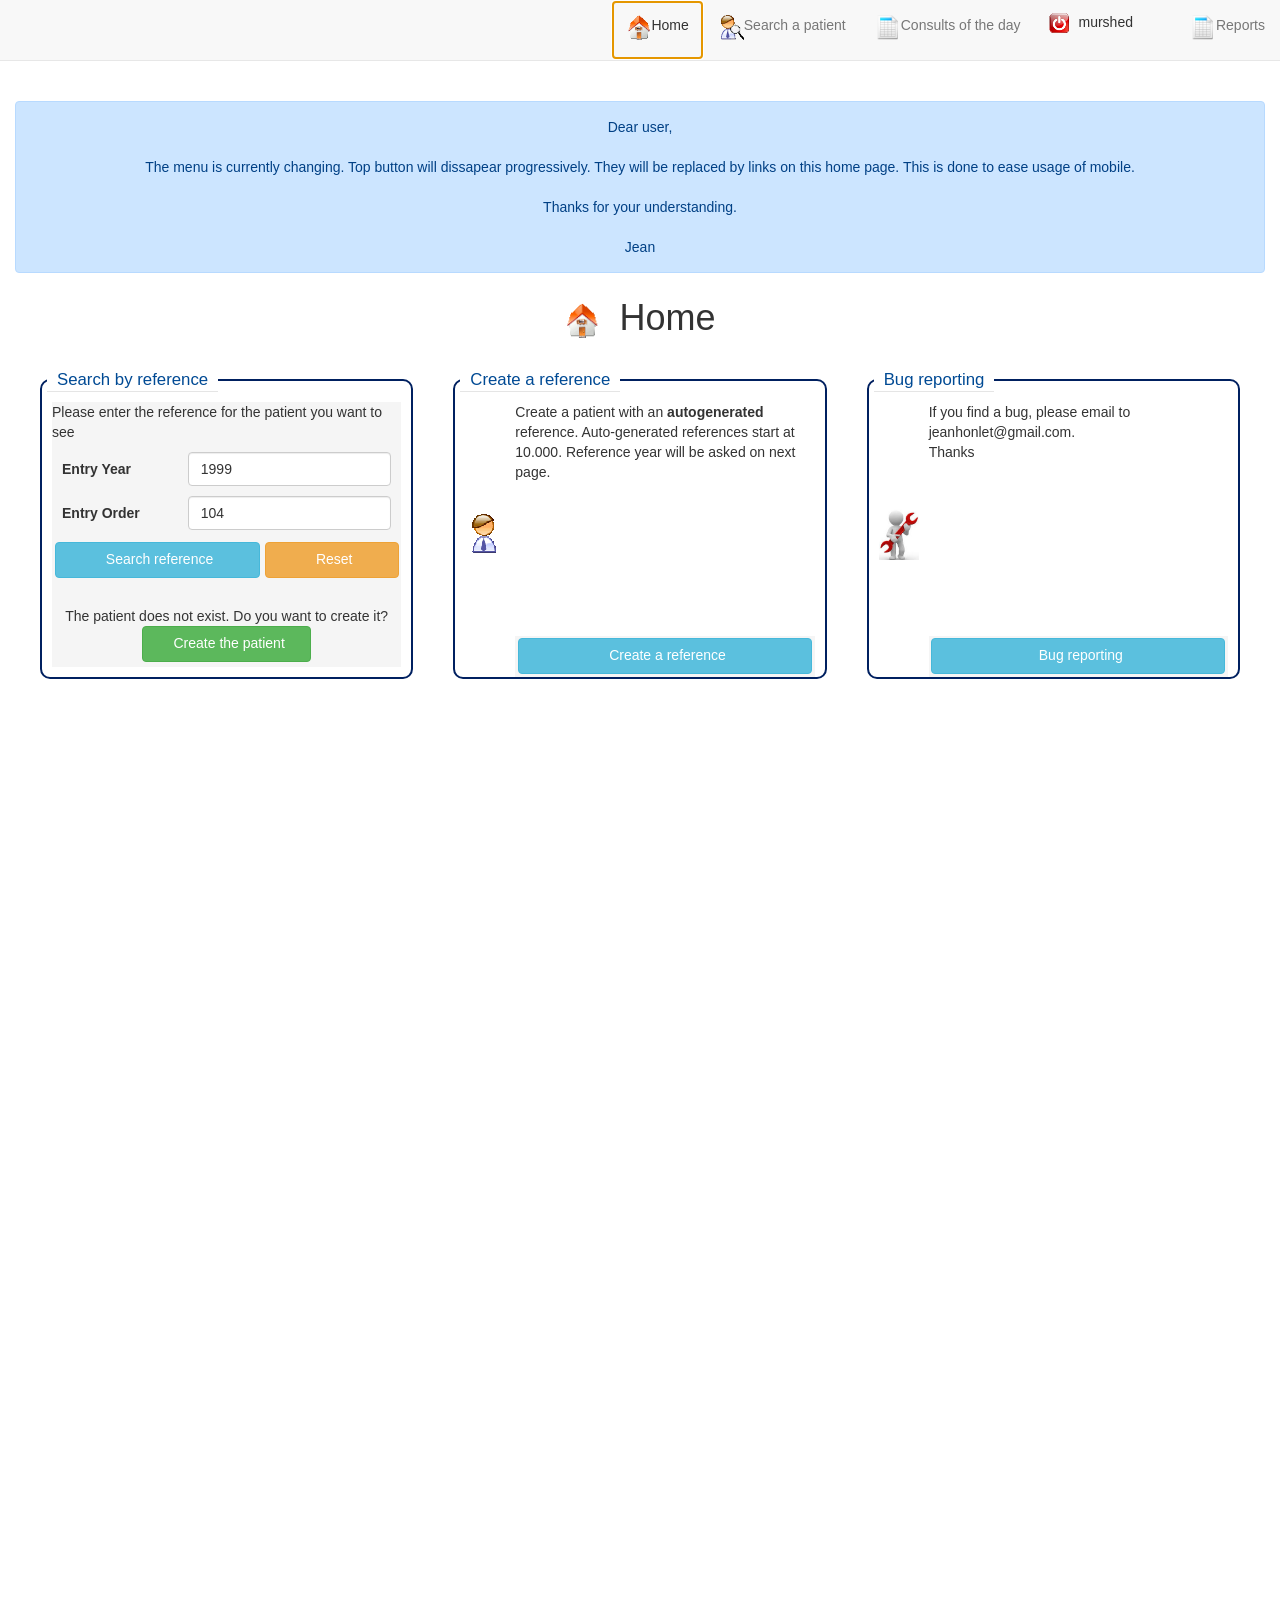 Home Search a patient Consults of the day murshed Reports
Dear user,
The menu is currently changing. Top button will dissapear progressively. They will be replaced by links on this home page. This is done to ease usage of mobile.
Thanks for your understanding.
Jean
Home
Search by reference
Please enter the reference for the patient you want to
see
Entry Year 1999
Entry Order 104
Search reference Reset
The patient does not exist. Do you want to create it?
Create the patient
Create a reference
Create a patient with an autogenerated
reference. Auto-generated references start at
10.000. Reference year will be asked on next
page.
Create a reference
Bug reporting
If you find a bug, please email to
jeanhonlet@gmail.com.
Thanks
Bug reporting